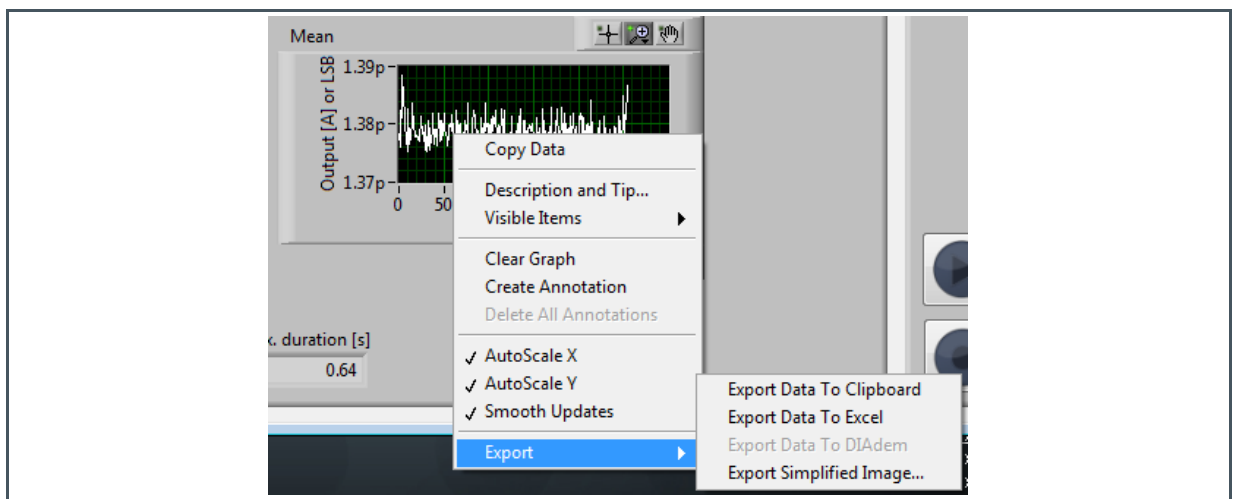 Mean
Output [A] or LSB
1.39p
1.38p
1.37p
0 50
Copy Data
Description and Tip...
Visible Items
Clear Graph
Create Annotation
Delete All Annotations
x. duration [s]
AutoScale X
0.64
AutoScale Y
Smooth Updates
Export
Export Data To Clipboard
Export Data To Excel
Export Data To DIAdem
Export Simplified Image...